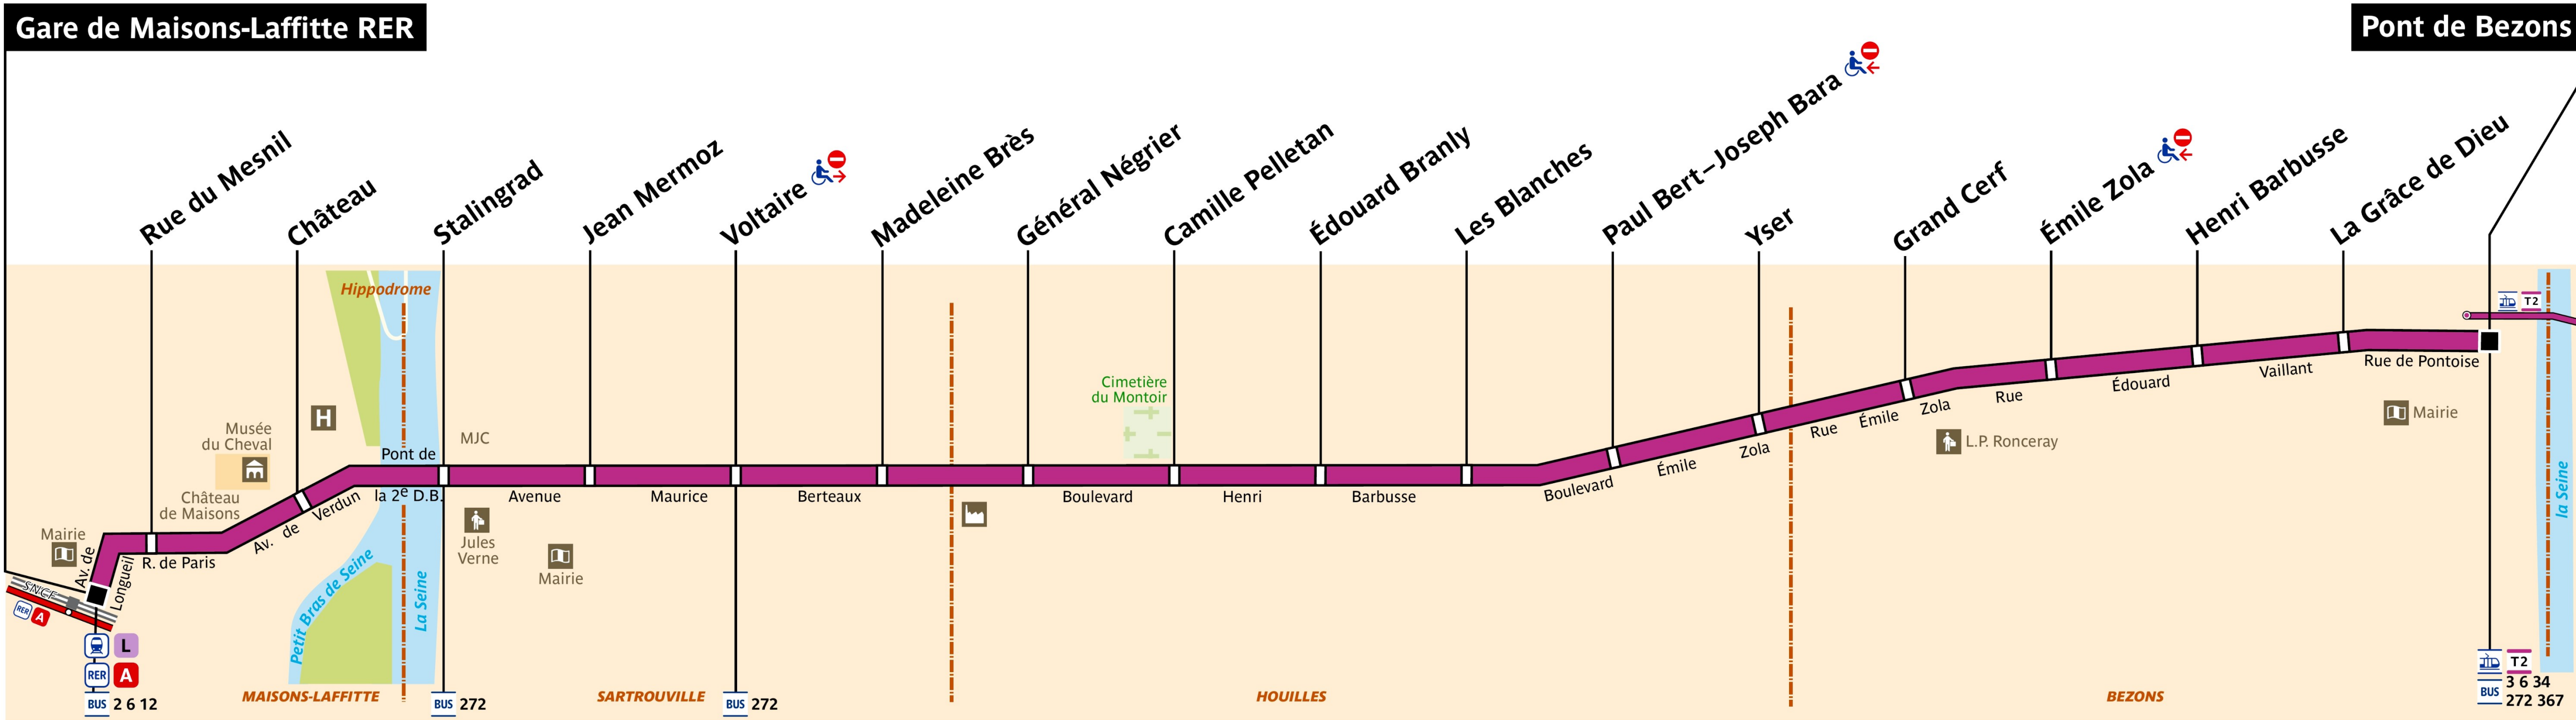 Gare de Maisons-Laffitte RER
Pont de Bezons
Rue du Mesnil
Château
Stalingrad
Jean Mermoz
Voltaire
Madeleine Brès
Général Négrier
Camille Pelletan
Édouard Branly
Les Blanches
Paul Bert–Joseph Bara
Yser
Grand Cerf
Émile Zola
Henri Barbusse
La Grâce de Dieu
Hippodrome
T2
Cimetière
du Montoir
H
Musée
du Cheval
Château
de Maisons
Mairie
MJC
Jules
Verne
Mairie
L.P. Ronceray
Mairie
Av. de
Longueil
R. de Paris
Av. de Verdun
Pont de
la 2e D.B.
Avenue Maurice Berteaux
Boulevard Henri Barbusse
Boulevard Émile Zola
Rue Émile Zola
Rue Édouard Vaillant
Rue de Pontoise
Petit Bras de Seine
La Seine
la Seine
SNCF
RER A
L
RER A
BUS 2 6 12
MAISONS-LAFFITTE
BUS 272
SARTROUVILLE
BUS 272
HOUILLES
BEZONS
T2
BUS 3 6 34
272 367